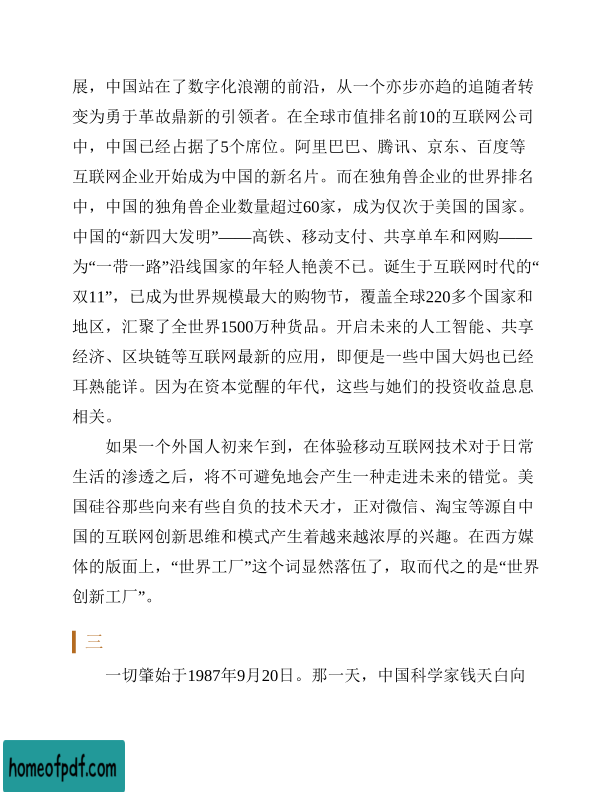 展，中国站在了数字化浪潮的前沿，从一个亦步亦趋的追随者转
变为勇于革故鼎新的引领者。在全球市值排名前10的互联网公司
中，中国已经占据了5个席位。阿里巴巴、腾讯、京东、百度等
互联网企业开始成为中国的新名片。而在独角兽企业的世界排名
中，中国的独角兽企业数量超过60家，成为仅次于美国的国家。
中国的“新四大发明”——高铁、移动支付、共享单车和网购——
为“一带一路”沿线国家的年轻人艳羡不已。诞生于互联网时代的“
双11”，已成为世界规模最大的购物节，覆盖全球220多个国家和
地区，汇聚了全世界1500万种货品。开启未来的人工智能、共享
经济、区块链等互联网最新的应用，即便是一些中国大妈也已经
耳熟能详。因为在资本觉醒的年代，这些与她们的投资收益息息
相关。
如果一个外国人初来乍到，在体验移动互联网技术对于日常
生活的渗透之后，将不可避免地会产生一种走进未来的错觉。美
国硅谷那些向来有些自负的技术天才，正对微信、淘宝等源自中
国的互联网创新思维和模式产生着越来越浓厚的兴趣。在西方媒
体的版面上，“世界工厂”这个词显然落伍了，取而代之的是“世界
创新工厂”。
三
一切肇始于1987年9月20日。那一天，中国科学家钱天白向
homeofpdf.com